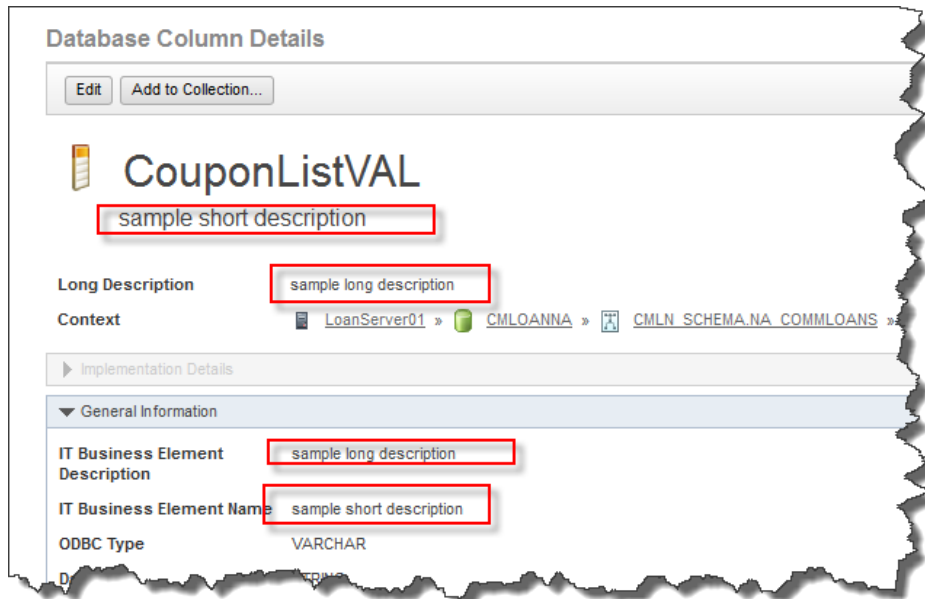 Database Column Details
Edit Add to Collection...
CouponListVAL
sample short description
Long Description sample long description
Context LoanServer01 » CMLOANNA » CMLN_SCHEMA.NA_COMMLOANS »
Implementation Details
General Information
IT Business Element sample long description
Description
IT Business Element Name sample short description
ODBC Type VARCHAR